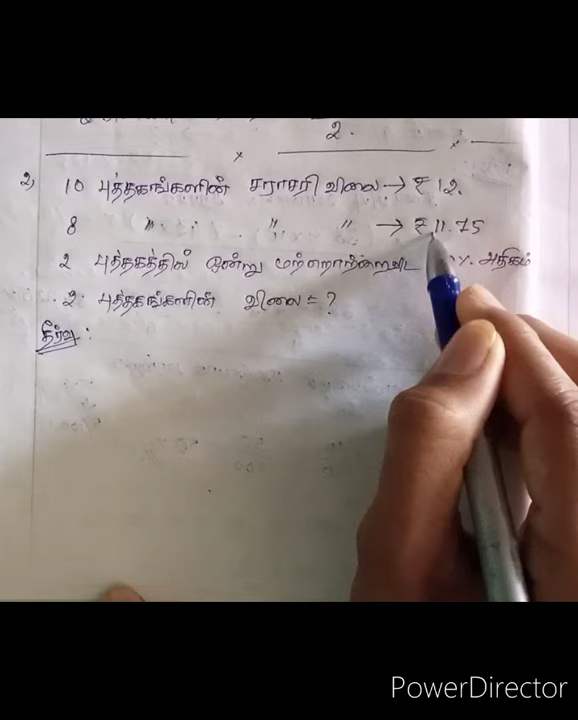 2.
2) 10 புத்தகங்களின் சராசரி விலை → ₹ 12.
8 " " " → ₹ 11.75
2 புத்தகத்தில் ஒன்று மற்றொன்றைவிட %. அதிகம்
2 புத்தகங்களின் விலை = ?
தீர்வு :
PowerDirector